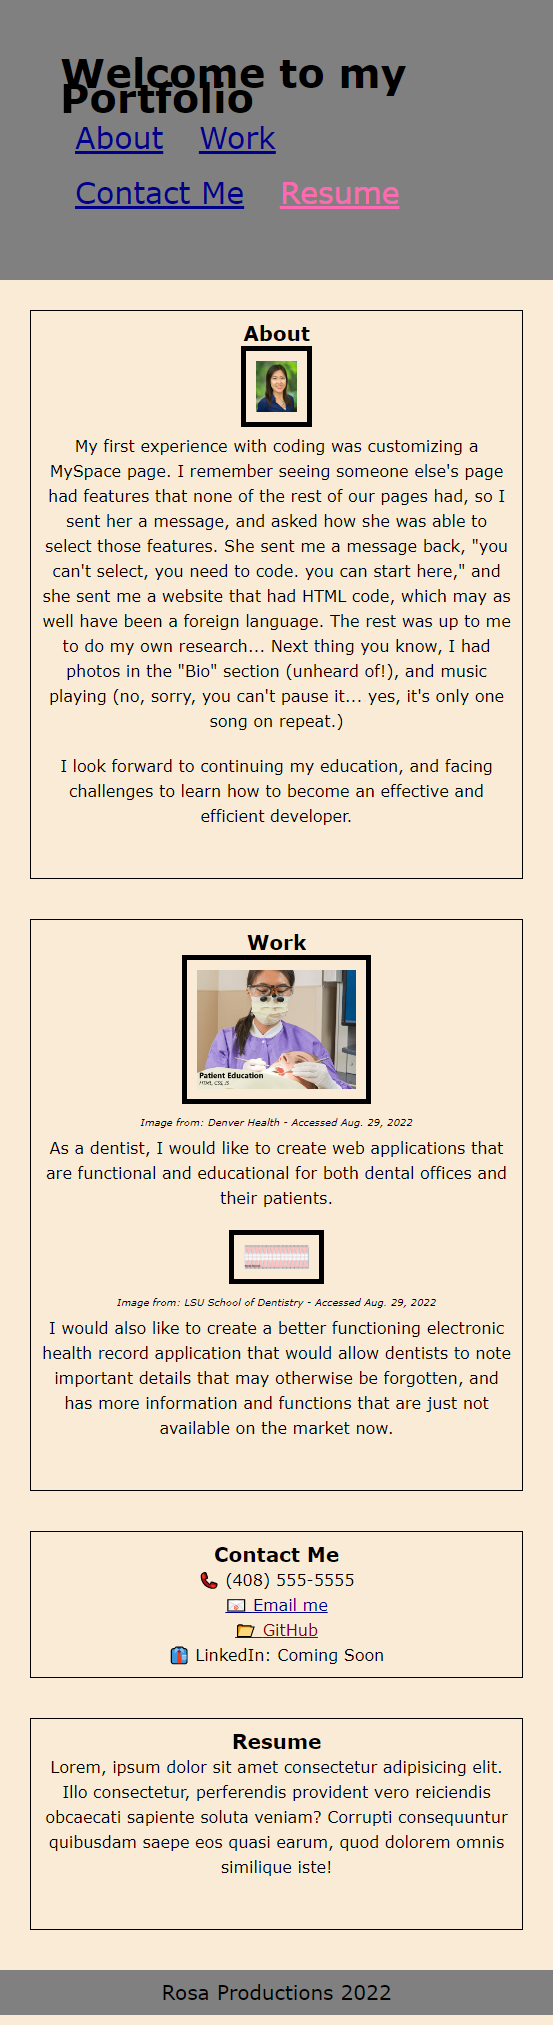 Welcome to my
Portfolio
About Work
Contact Me Resume
About
My first experience with coding was customizing a
MySpace page. I remember seeing someone else's page
had features that none of the rest of our pages had, so I
sent her a message, and asked how she was able to
select those features. She sent me a message back, "you
can't select, you need to code. you can start here," and
she sent me a website that had HTML code, which may as
well have been a foreign language. The rest was up to me
to do my own research... Next thing you know, I had
photos in the "Bio" section (unheard of!), and music
playing (no, sorry, you can't pause it... yes, it's only one
song on repeat.)
I look forward to continuing my education, and facing
challenges to learn how to become an effective and
efficient developer.
Work
Patient Education
HTML, CSS, JS
Image from: Denver Health - Accessed Aug. 29, 2022
As a dentist, I would like to create web applications that
are functional and educational for both dental offices and
their patients.
Image from: LSU School of Dentistry - Accessed Aug. 29, 2022
I would also like to create a better functioning electronic
health record application that would allow dentists to note
important details that may otherwise be forgotten, and
has more information and functions that are just not
available on the market now.
Contact Me
(408) 555-5555
Email me
GitHub
LinkedIn: Coming Soon
Resume
Lorem, ipsum dolor sit amet consectetur adipisicing elit.
Illo consectetur, perferendis provident vero reiciendis
obcaecati sapiente soluta veniam? Corrupti consequuntur
quibusdam saepe eos quasi earum, quod dolorem omnis
similique iste!
Rosa Productions 2022